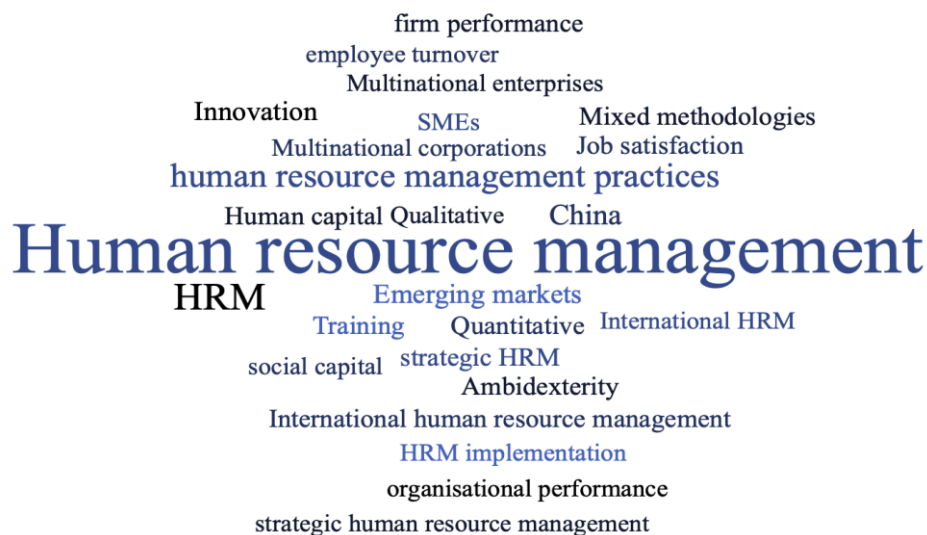 firm performance
employee turnover
Multinational enterprises
Innovation
SMEs
Mixed methodologies
Multinational corporations
Job satisfaction
human resource management practices
Human capital
Qualitative
China
Human resource management
HRM
Emerging markets
Training
Quantitative
International HRM
social capital
strategic HRM
Ambidexterity
International human resource management
HRM implementation
organisational performance
strategic human resource management